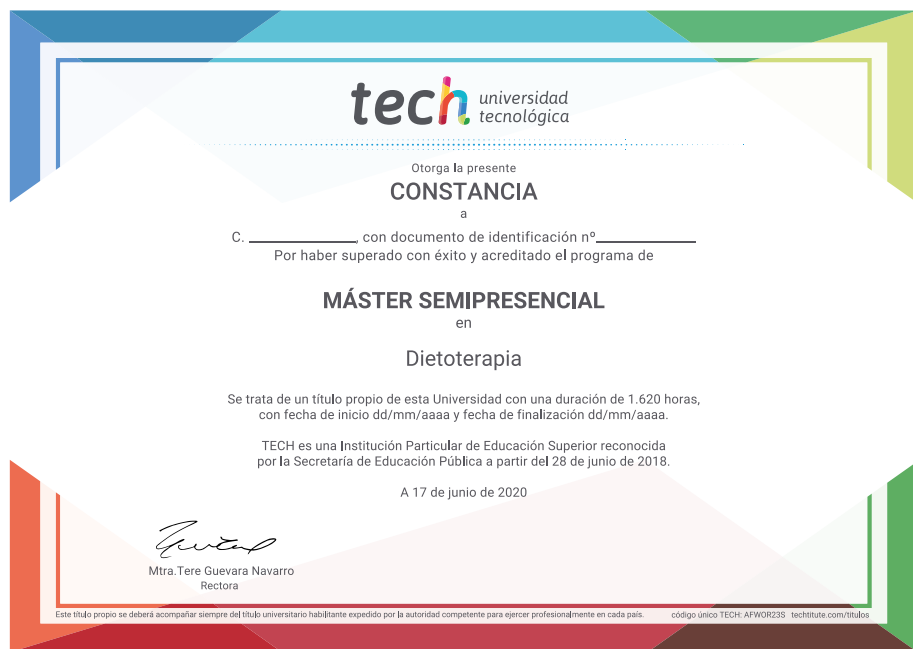 tech universidad
tecnológica
Otorga la presente
CONSTANCIA
a
C. ____________, con documento de identificación nº____________
Por haber superado con éxito y acreditado el programa de
MÁSTER SEMIPRESENCIAL
en
Dietoterapia
Se trata de un título propio de esta Universidad con una duración de 1.620 horas,
con fecha de inicio dd/mm/aaaa y fecha de finalización dd/mm/aaaa.
TECH es una Institución Particular de Educación Superior reconocida
por la Secretaría de Educación Pública a partir del 28 de junio de 2018.
A 17 de junio de 2020
Mtra.Tere Guevara Navarro
Rectora
Este título propio se deberá acompañar siempre del título universitario habilitante expedido por la autoridad competente para ejercer profesionalmente en cada país. código único TECH: AFWOR23S techtitute.com/titulos